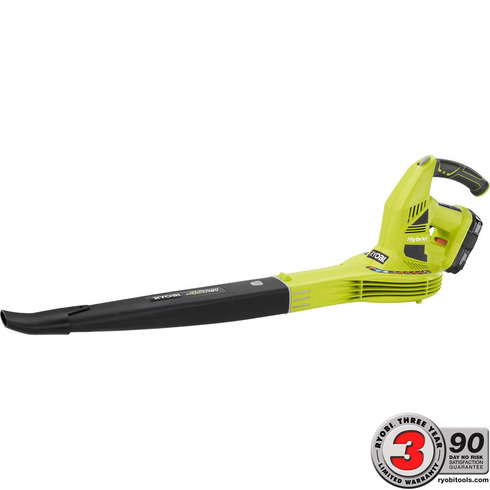 Hybrid
RYOBI
RYOBI
RYOBI. THREE YEAR
3
LIMITED WARRANTY
90
DAY NO RISK
SATISFACTION
GUARANTEE
ryobitools.com